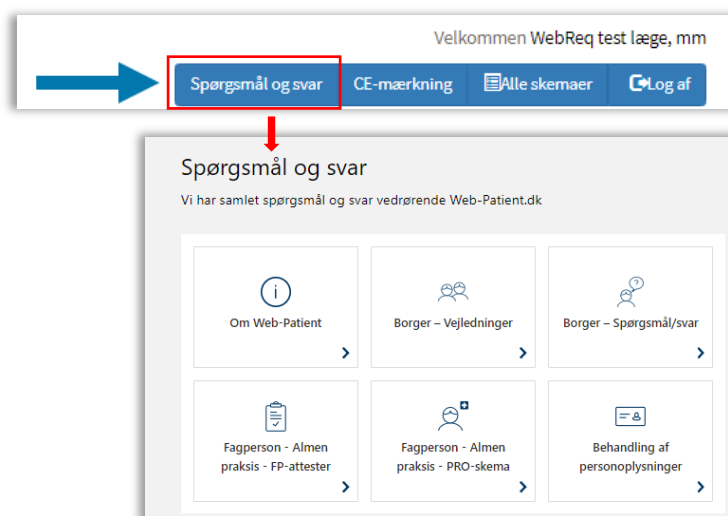 Velkommen WebReq test læge, mm
Spørgsmål og svar CE-mærkning Alle skemaer Log af
Spørgsmål og svar
Vi har samlet spørgsmål og svar vedrørende Web-Patient.dk
Om Web-Patient
Borger – Vejledninger
Borger – Spørgsmål/svar
Fagperson - Almen
praksis - FP-attester
Fagperson - Almen
praksis - PRO-skema
Behandling af
personoplysninger